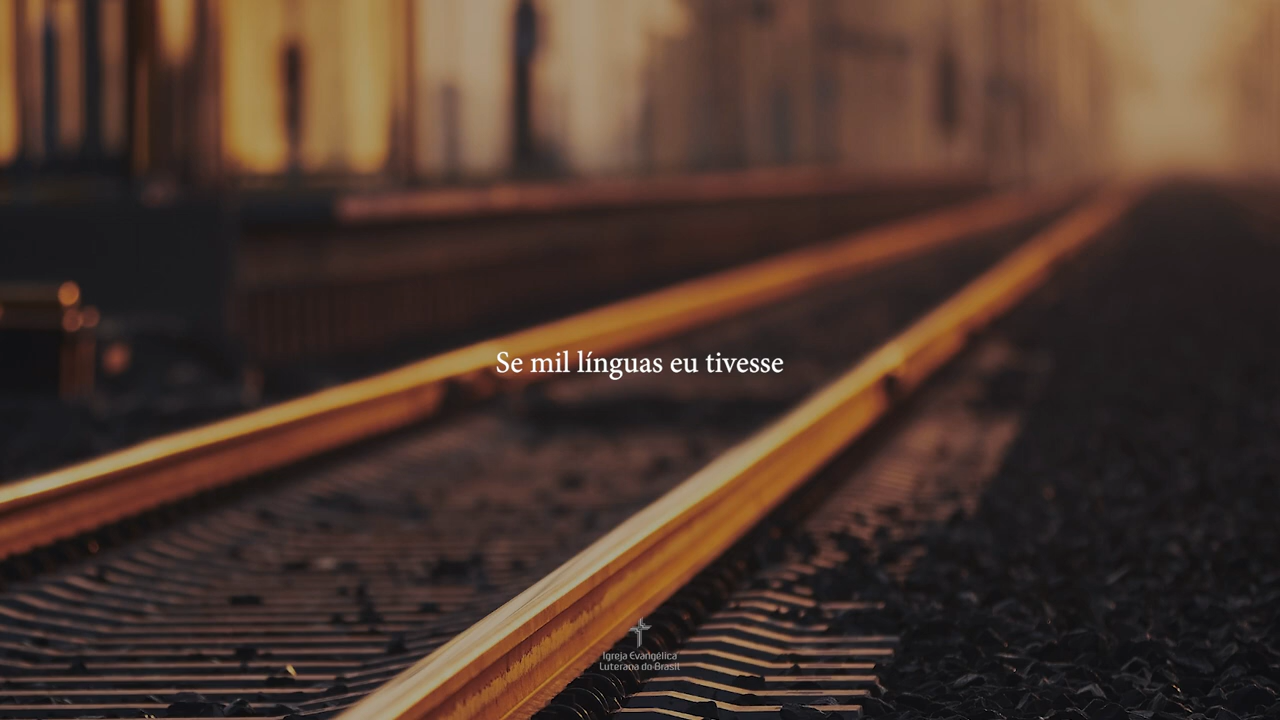 Se mil línguas eu tivesse
Igreja Evangélica
Luterana do Brasil